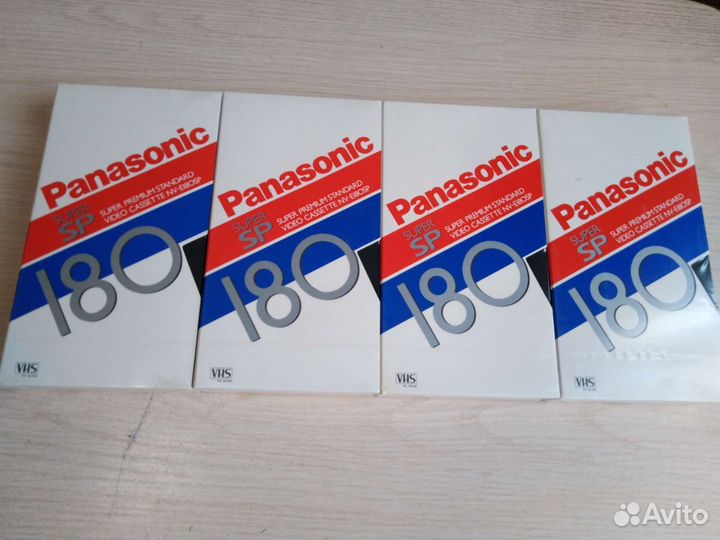 Panasonic
SUPER SP
SUPER PREMIUM STANDARD
VIDEO CASSETTE NV-E180SP
180
VHS
Panasonic
SUPER SP
SUPER PREMIUM STANDARD
VIDEO CASSETTE NV-E180SP
180
VHS
Panasonic
SUPER SP
SUPER PREMIUM STANDARD
VIDEO CASSETTE NV-E180SP
180
VHS
Panasonic
SUPER SP
SUPER PREMIUM STANDARD
VIDEO CASSETTE NV-E180SP
180
VHS
Avito